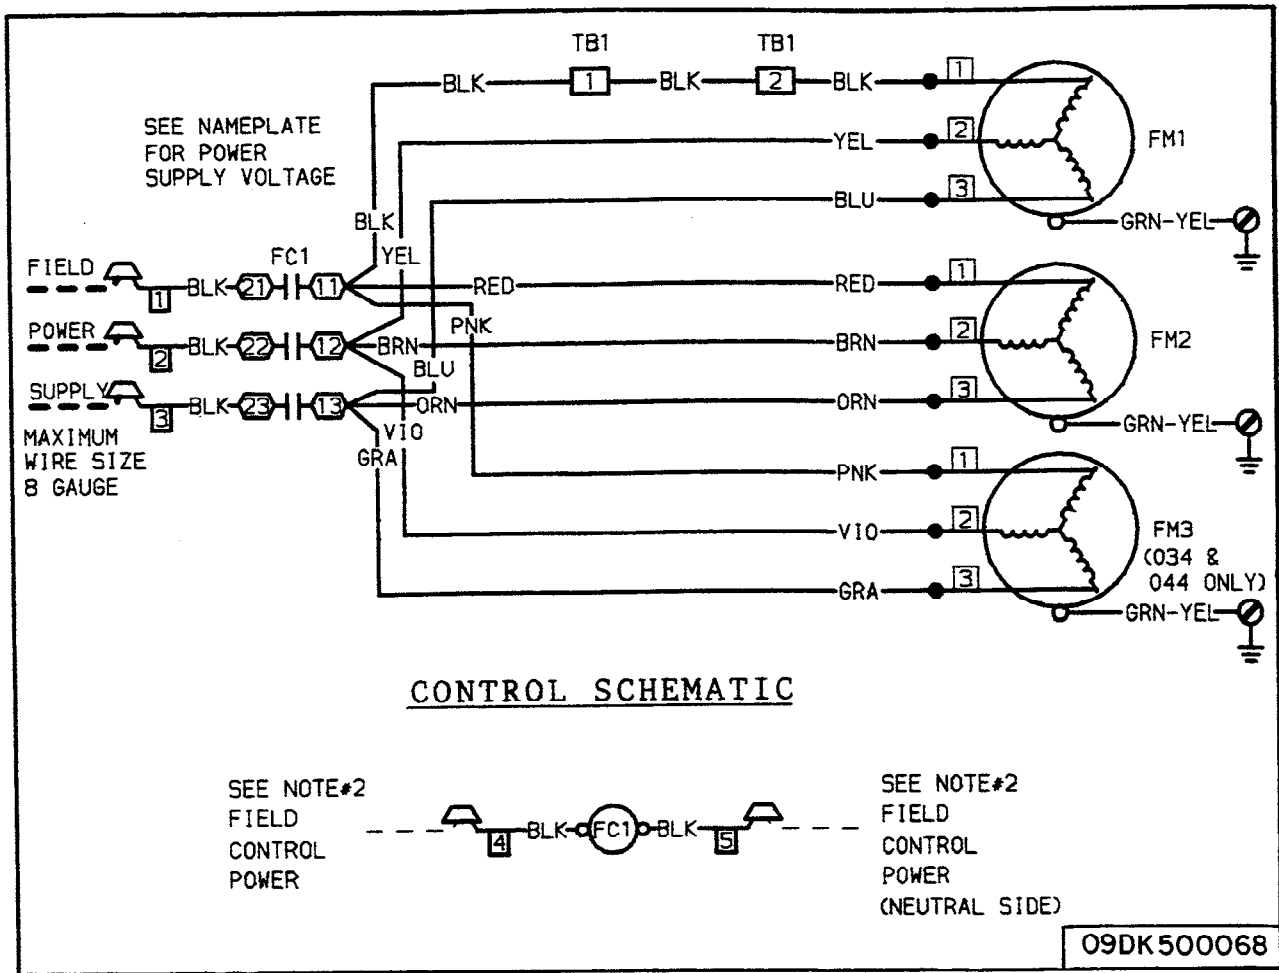 TB1 TB1
BLK 1 BLK 2 BLK 1
SEE NAMEPLATE
FOR POWER
SUPPLY VOLTAGE
YEL 2 FM1
BLU 3
BLK
GRN-YEL
FC1 YEL
FIELD 1 BLK 21 11 RED RED 1
PNK
POWER 2 BLK 22 12 BRN BRN 2 FM2
BLU
SUPPLY 3 BLK 23 13 ORN ORN 3
VIO GRN-YEL
MAXIMUM
WIRE SIZE
8 GAUGE
GRA
PNK 1
VIO 2 FM3
(034 &
044 ONLY)
GRA 3
GRN-YEL
CONTROL SCHEMATIC
SEE NOTE#2
FIELD
CONTROL
POWER
4 BLK FC1 BLK 5
SEE NOTE#2
FIELD
CONTROL
POWER
(NEUTRAL SIDE)
09DK500068